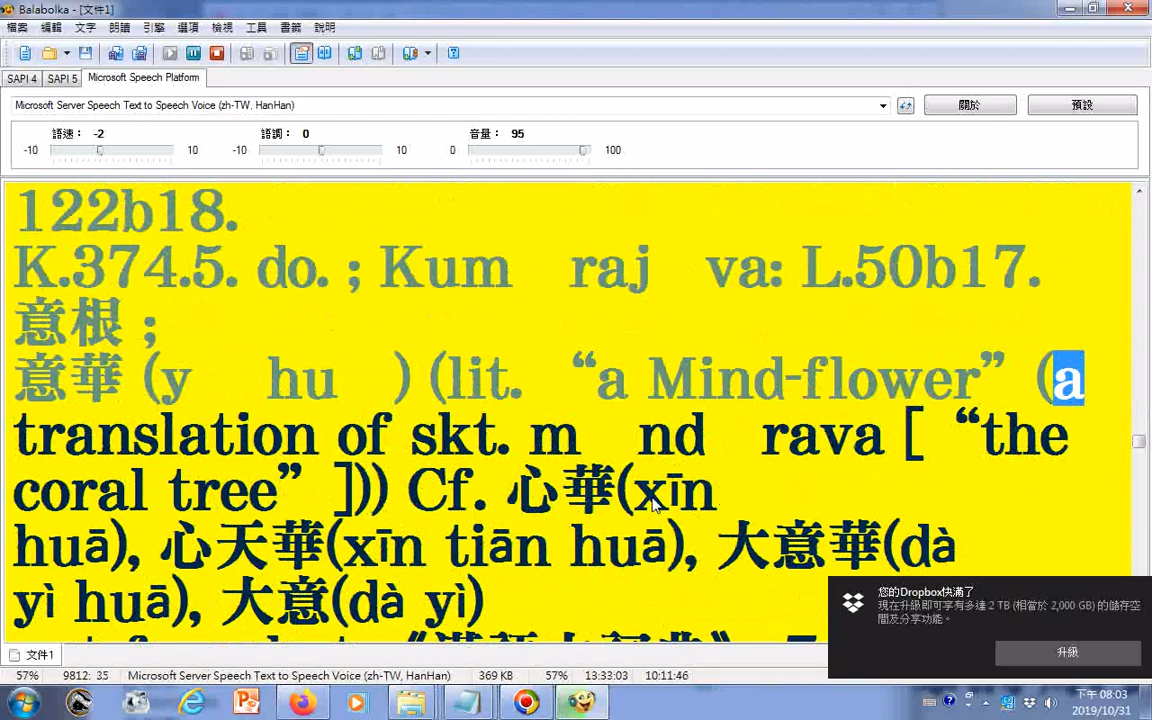 Balabolka - [文件1]
檔案 編輯 文字 朗讀 引擎 選項 檢視 工具 書籤 說明
SAPI 4 SAPI 5 Microsoft Speech Platform
Microsoft Server Speech Text to Speech Voice (zh-TW, HanHan)
關於 預設
語速： -2 語調： 0 音量： 95
-10 10 -10 10 0 100
122b18.
K.374.5. do. ; Kum raj va: L.50b17.
意根 ;
意華 (y hu ) (lit. “a Mind-flower” (a
translation of skt. m nd rava [ “the
coral tree” ])) Cf. 心華(xīn
huā), 心天華(xīn tiān huā), 大意華(dà
yì huā), 大意(dà yì)
您的Dropbox快滿了
現在升級即可享有多達 2 TB (相當於 2,000 GB) 的儲存空
間及分享功能。
升級
文件1
57% 9812: 35 Microsoft Server Speech Text to Speech Voice (zh-TW, HanHan) 369 KB 57% 13:33:03 10:11:46
下午 08:03
2019/10/31